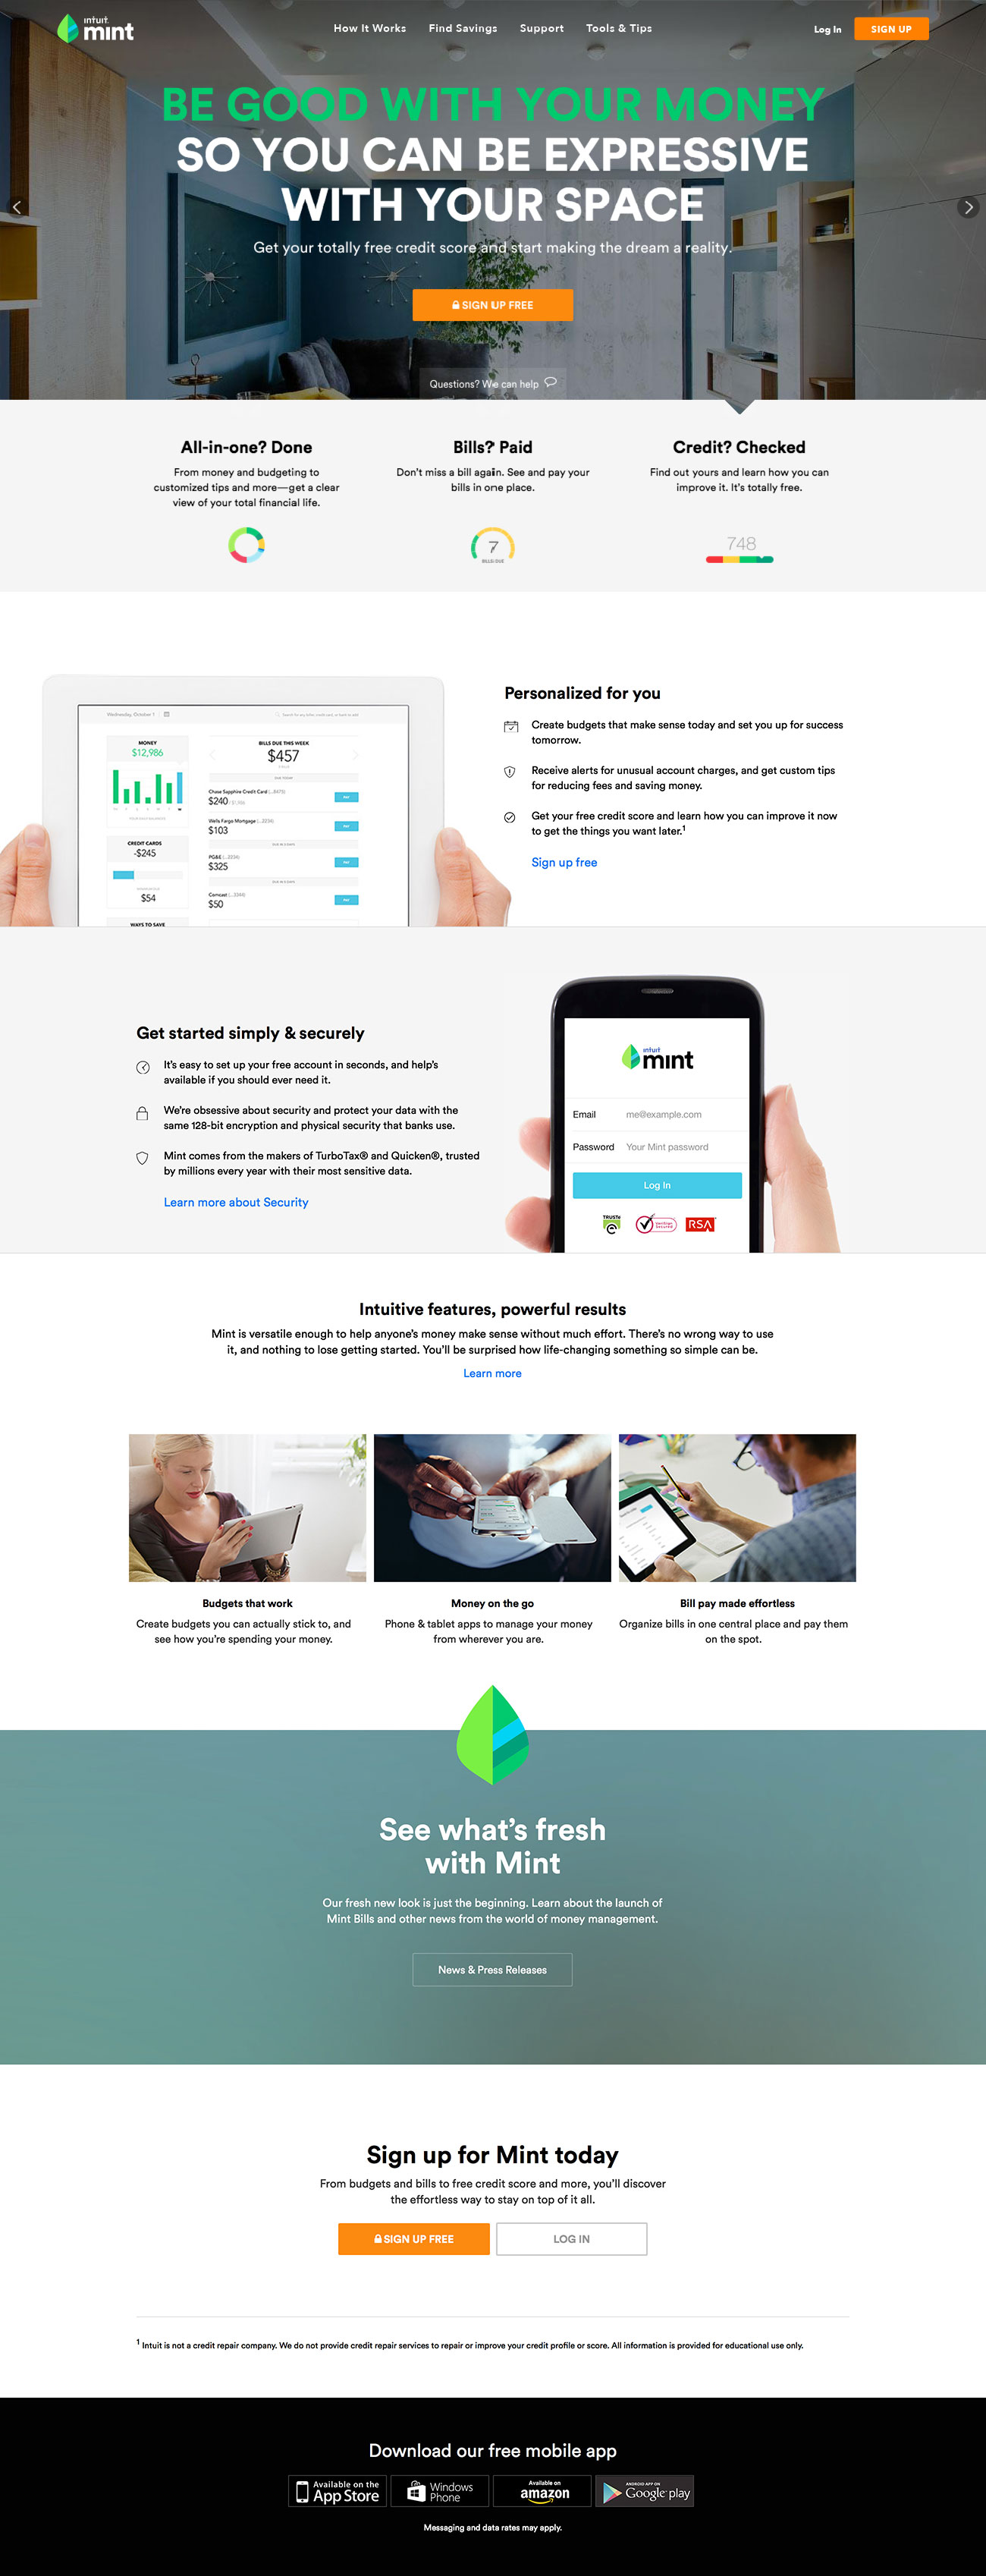 intuit
mint
How It Works
Find Savings
Support
Tools & Tips
Log In
SIGN UP
BE GOOD WITH YOUR MONEY
SO YOU CAN BE EXPRESSIVE
WITH YOUR SPACE
Get your totally free credit score and start making the dream a reality.
SIGN UP FREE
Questions? We can help
All-in-one? Done
From money and budgeting to
customized tips and more—get a clear
view of your total financial life.
Bills? Paid
Don't miss a bill again. See and pay your
bills in one place.
7
BILLS DUE
Credit? Checked
Find out yours and learn how you can
improve it. It's totally free.
748
Wednesday, October 1
MONEY
$12,986
CREDIT CARDS
-$245
$54
WAYS TO SAVE
BILLS DUE THIS WEEK
$457
DUE TODAY
Chase Sapphire Credit Card
$240
Wells Fargo Mortgage
$103
PG&E
$325
Comcast
$50
Personalized for you
Create budgets that make sense today and set you up for success
tomorrow.
Receive alerts for unusual account charges, and get custom tips
for reducing fees and saving money.
Get your free credit score and learn how you can improve it now
to get the things you want later.1
Sign up free
Get started simply & securely
It's easy to set up your free account in seconds, and help's
available if you should ever need it.
We're obsessive about security and protect your data with the
same 128-bit encryption and physical security that banks use.
Mint comes from the makers of TurboTax® and Quicken®, trusted
by millions every year with their most sensitive data.
Learn more about Security
intuit
mint
Email me@example.com
Password Your Mint password
Log In
TRUSTe
RSA
Intuitive features, powerful results
Mint is versatile enough to help anyone's money make sense without much effort. There's no wrong way to use
it, and nothing to lose getting started. You'll be surprised how life-changing something so simple can be.
Learn more
Budgets that work
Create budgets you can actually stick to, and
see how you're spending your money.
Money on the go
Phone & tablet apps to manage your money
from wherever you are.
Bill pay made effortless
Organize bills in one central place and pay them
on the spot.
See what's fresh
with Mint
Our fresh new look is just the beginning. Learn about the launch of
Mint Bills and other news from the world of money management.
News & Press Releases
Sign up for Mint today
From budgets and bills to free credit score and more, you'll discover
the effortless way to stay on top of it all.
SIGN UP FREE
LOG IN
1 Intuit is not a credit repair company. We do not provide credit repair services to repair or improve your credit profile or score. All information is provided for educational use only.
Download our free mobile app
Available on the
App Store
Windows
Phone
Available on
amazon
ANDROID APP ON
Google play
Messaging and data rates may apply.